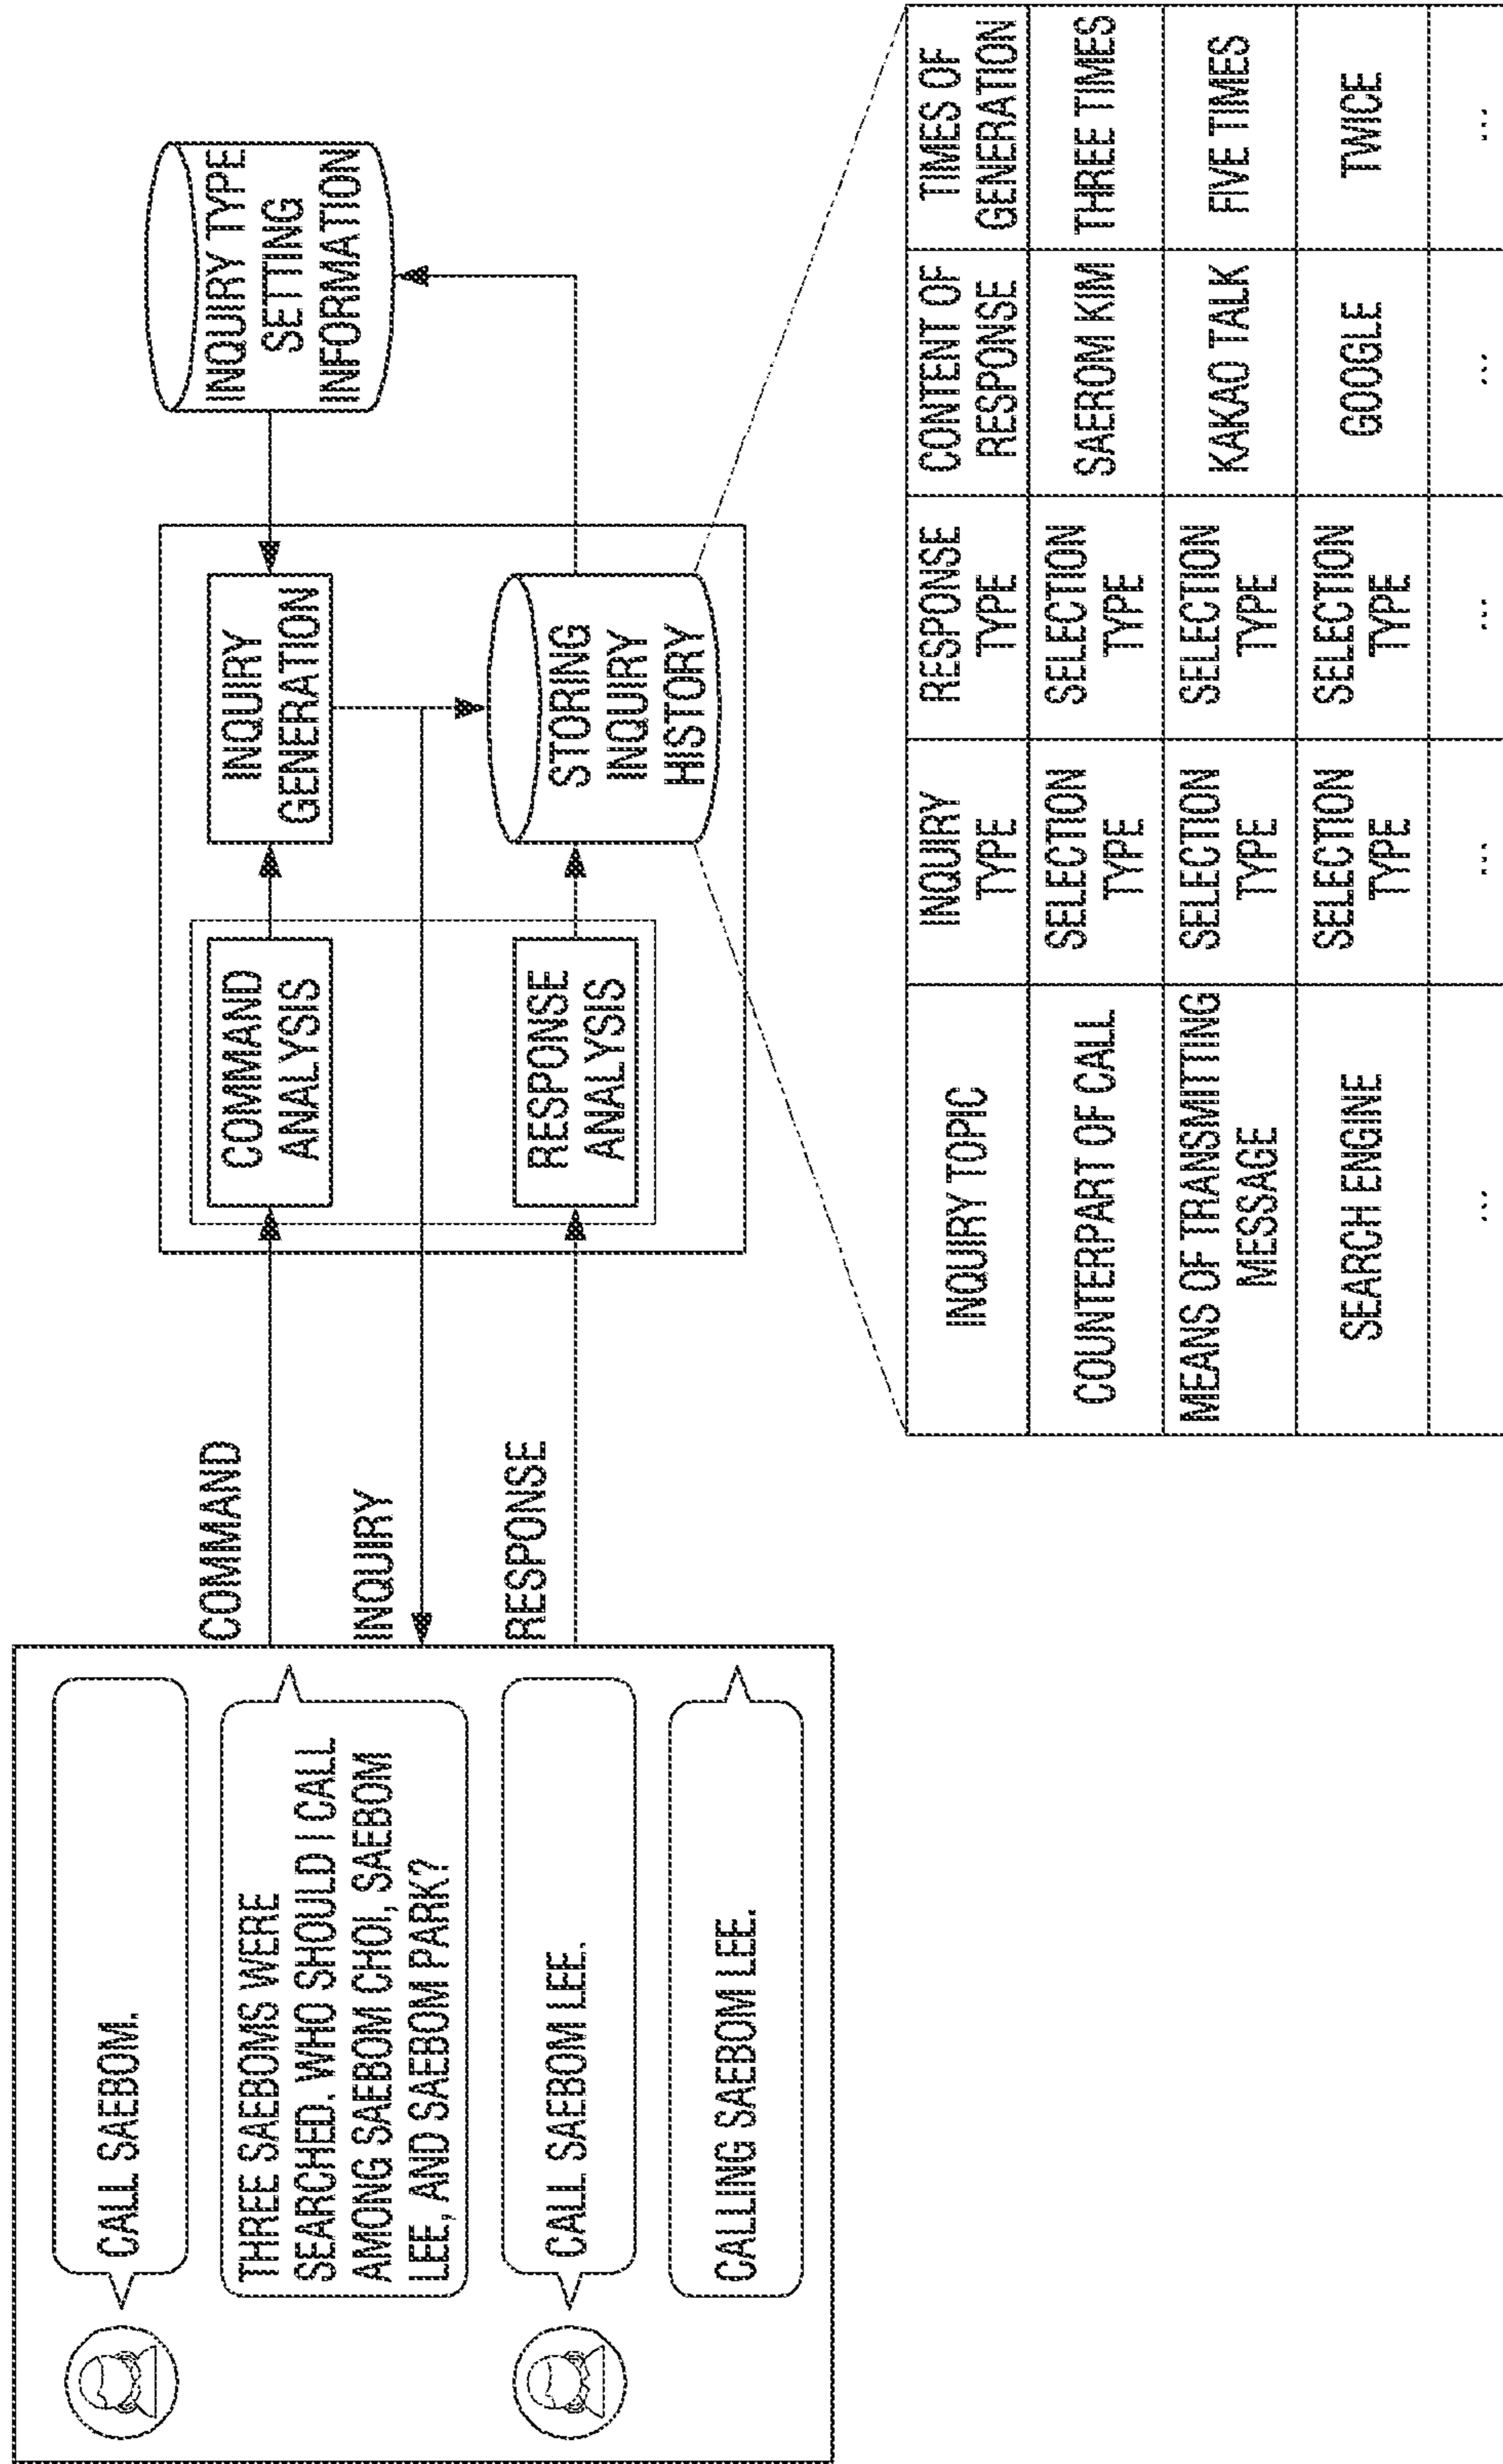 CALL SAEBOM.
THREE SAEBOMS WERE
SEARCHED. WHO SHOULD I CALL
AMONG SAEBOM CHOI, SAEBOM
LEE, AND SAEBOM PARK?
CALL SAEBOM LEE.
CALLING SAEBOM LEE.
COMMAND
INQUIRY
RESPONSE
COMMAND
ANALYSIS
RESPONSE
ANALYSIS
INQUIRY
GENERATION
STORING
INQUIRY
HISTORY
INQUIRY TYPE
SETTING
INFORMATION
INQUIRY TOPIC
INQUIRY
TYPE
RESPONSE
TYPE
CONTENT OF
RESPONSE
TIMES OF
GENERATION
COUNTERPART OF CALL
SELECTION
TYPE
SELECTION
TYPE
SAEROM KIM
THREE TIMES
MEANS OF TRANSMITTING
MESSAGE
SELECTION
TYPE
SELECTION
TYPE
KAKAO TALK
FIVE TIMES
SEARCH ENGINE
SELECTION
TYPE
SELECTION
TYPE
GOOGLE
TWICE
...
...
...
...
...